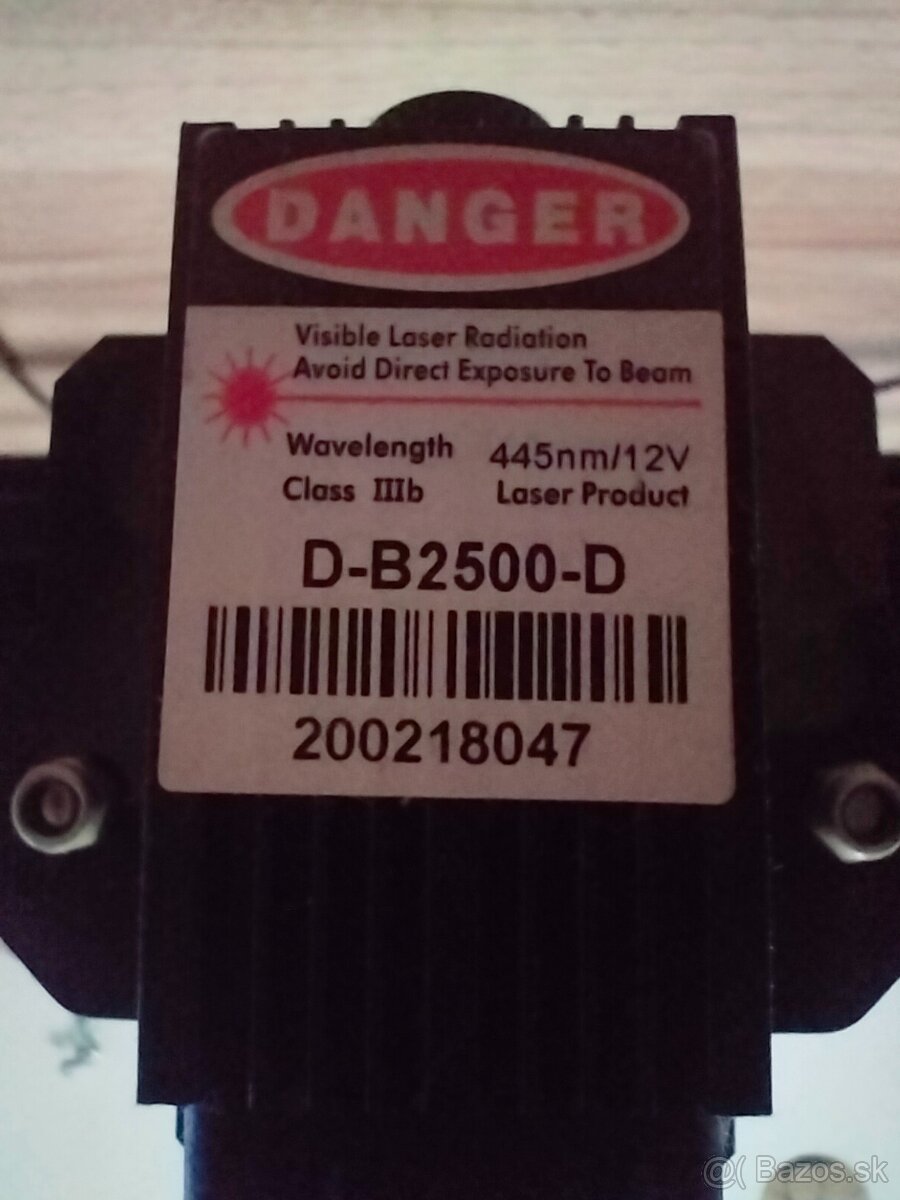 DANGER
Visible Laser Radiation
Avoid Direct Exposure To Beam
Wavelength 445nm/12V
Class IIIb Laser Product
D-B2500-D
200218047
@( Bazos.sk